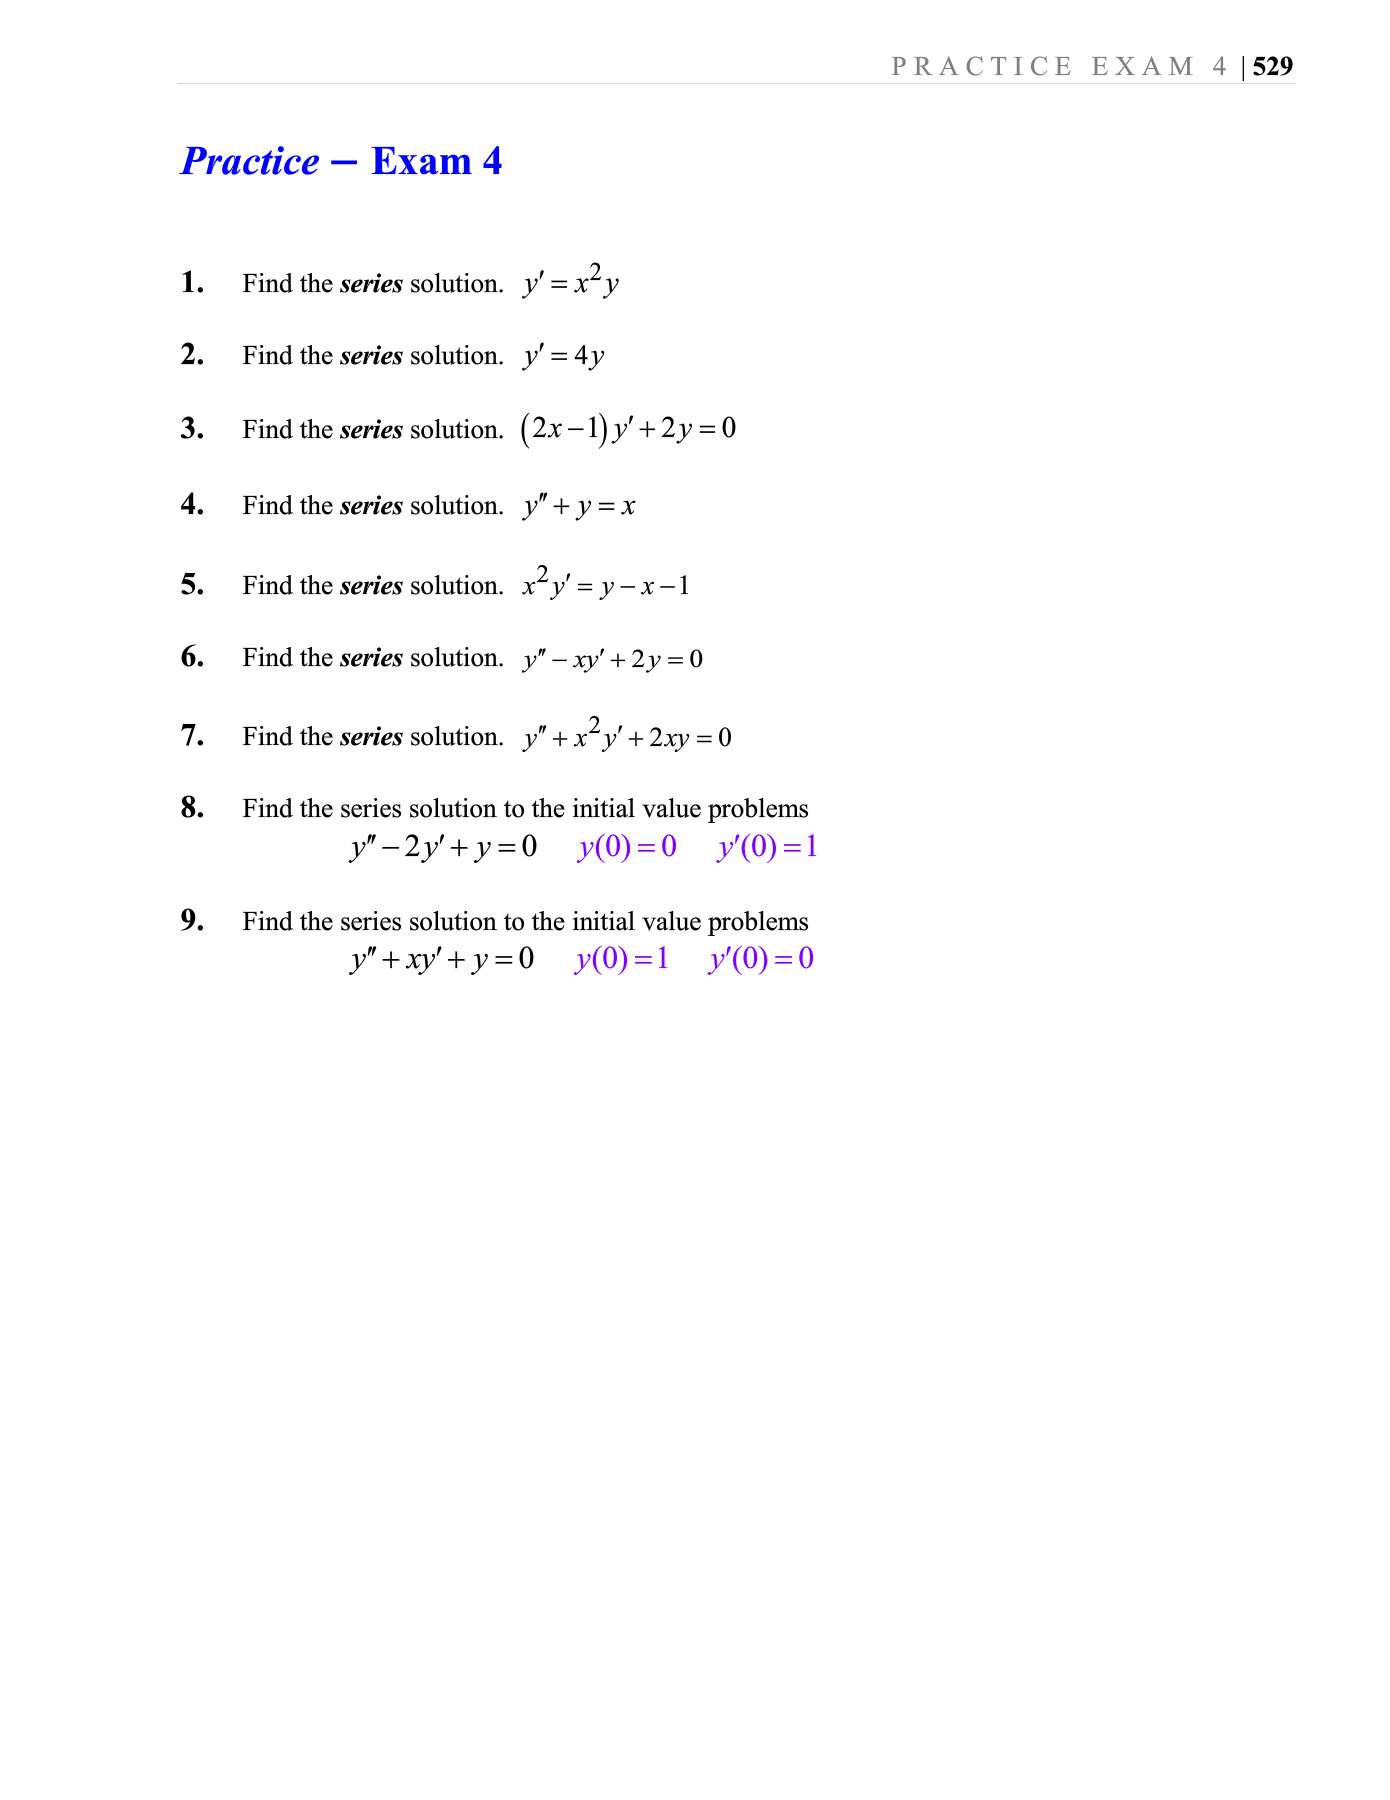 PRACTICE EXAM 4 | 529
Practice – Exam 4
1. Find the series solution. y′ = x²y
2. Find the series solution. y′ = 4y
3. Find the series solution. (2x − 1)y′ + 2y = 0
4. Find the series solution. y″ + y = x
5. Find the series solution. x²y′ = y − x − 1
6. Find the series solution. y″ − xy′ + 2y = 0
7. Find the series solution. y″ + x²y′ + 2xy = 0
8. Find the series solution to the initial value problems
y″ − 2y′ + y = 0 y(0) = 0 y′(0) = 1
9. Find the series solution to the initial value problems
y″ + xy′ + y = 0 y(0) = 1 y′(0) = 0